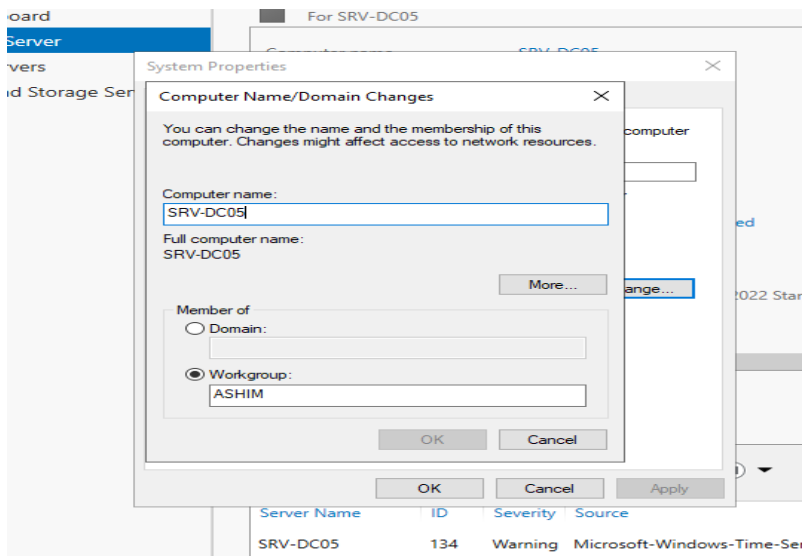 oard
For SRV-DC05
Server
rvers
System Properties
nd Storage Ser
Computer Name/Domain Changes
You can change the name and the membership of this
computer. Changes might affect access to network resources.
computer
Computer name:
SRV-DC05
ed
Full computer name:
SRV-DC05
More...
ange...
2022 Star
Member of
Domain:
Workgroup:
ASHIM
OK Cancel
OK Cancel Apply
Server Name ID Severity Source
SRV-DC05 134 Warning Microsoft-Windows-Time-Ser